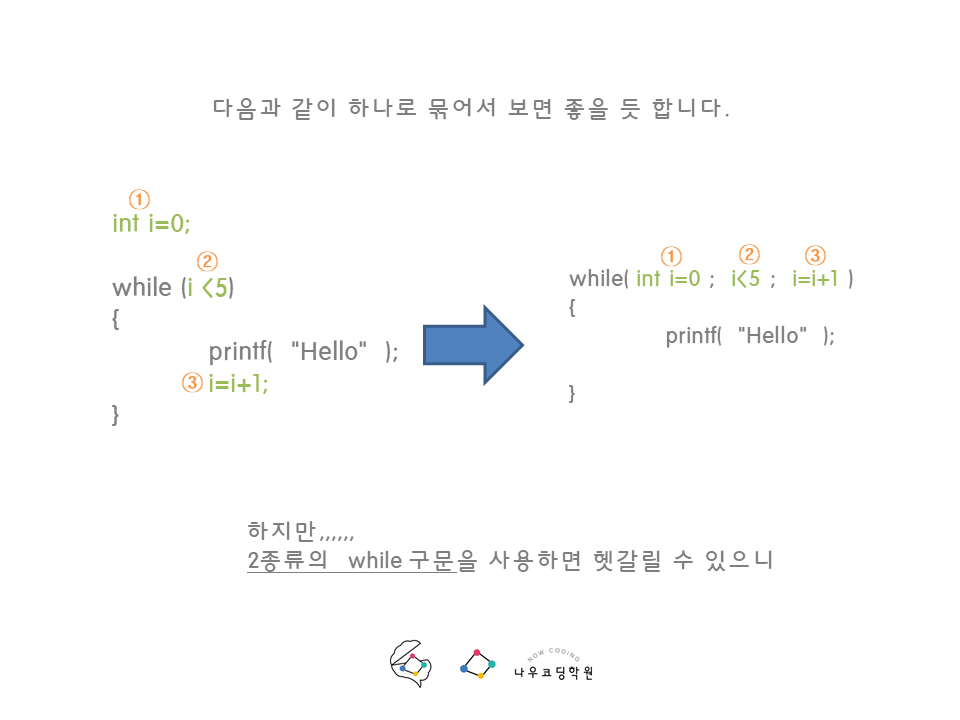 다음과 같이 하나로 묶어서 보면 좋을 듯 합니다.
①
int i=0;
②
while (i <5)
{
printf( "Hello" );
③ i=i+1;
}
① ② ③
while( int i=0 ; i<5 ; i=i+1 )
{
printf( "Hello" );
}
하지만,,,,,,
2종류의 while 구문을 사용하면 헷갈릴 수 있으니
NOW CODING
나우코딩학원